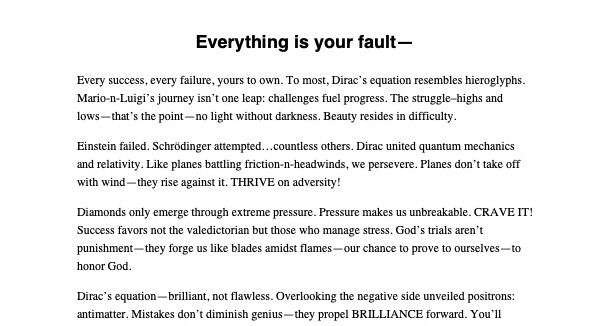 Everything is your fault—
Every success, every failure, yours to own. To most, Dirac’s equation resembles hieroglyphs.
Mario-n-Luigi’s journey isn’t one leap: challenges fuel progress. The struggle–highs and
lows—that’s the point—no light without darkness. Beauty resides in difficulty.
Einstein failed. Schrödinger attempted…countless others. Dirac united quantum mechanics
and relativity. Like planes battling friction-n-headwinds, we persevere. Planes don’t take off
with wind—they rise against it. THRIVE on adversity!
Diamonds only emerge through extreme pressure. Pressure makes us unbreakable. CRAVE IT!
Success favors not the valedictorian but those who manage stress. God’s trials aren’t
punishment—they forge us like blades amidst flames—our chance to prove to ourselves—to
honor God.
Dirac’s equation—brilliant, not flawless. Overlooking the negative side unveiled positrons:
antimatter. Mistakes don’t diminish genius—they propel BRILLIANCE forward. You’ll